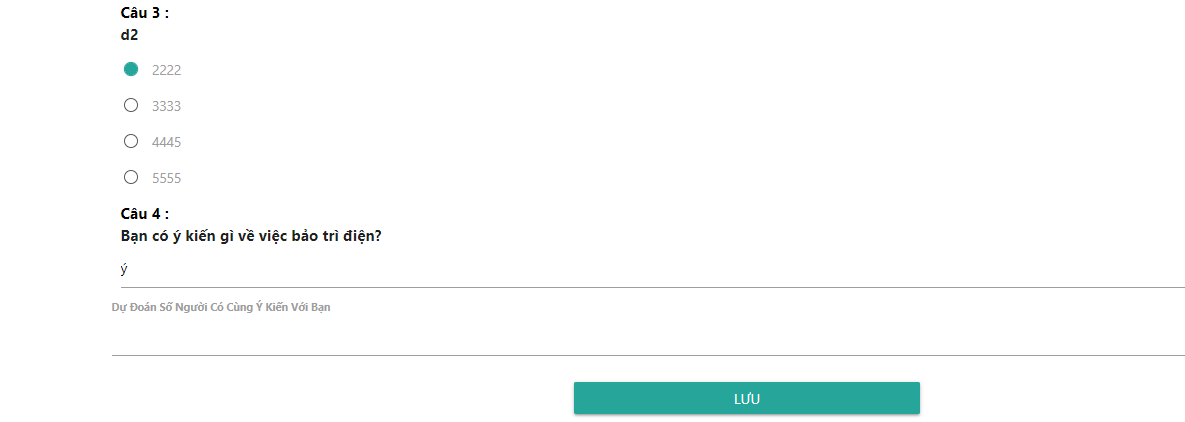 Câu 3 :
d2
2222
3333
4445
5555
Câu 4 :
Bạn có ý kiến gì về việc bảo trì điện?
ý
Dự Đoán Số Người Có Cùng Ý Kiến Với Bạn
LƯU